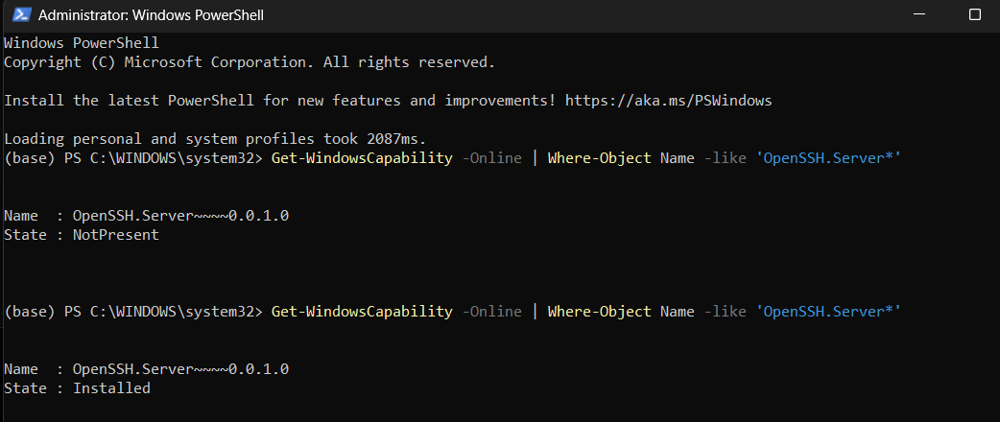 Administrator: Windows PowerShell
Windows PowerShell
Copyright (C) Microsoft Corporation. All rights reserved.
Install the latest PowerShell for new features and improvements! https://aka.ms/PSWindows
Loading personal and system profiles took 2087ms.
(base) PS C:\WINDOWS\system32> Get-WindowsCapability -Online | Where-Object Name -like 'OpenSSH.Server*'
Name  : OpenSSH.Server~~~~0.0.1.0
State : NotPresent
(base) PS C:\WINDOWS\system32> Get-WindowsCapability -Online | Where-Object Name -like 'OpenSSH.Server*'
Name  : OpenSSH.Server~~~~0.0.1.0
State : Installed